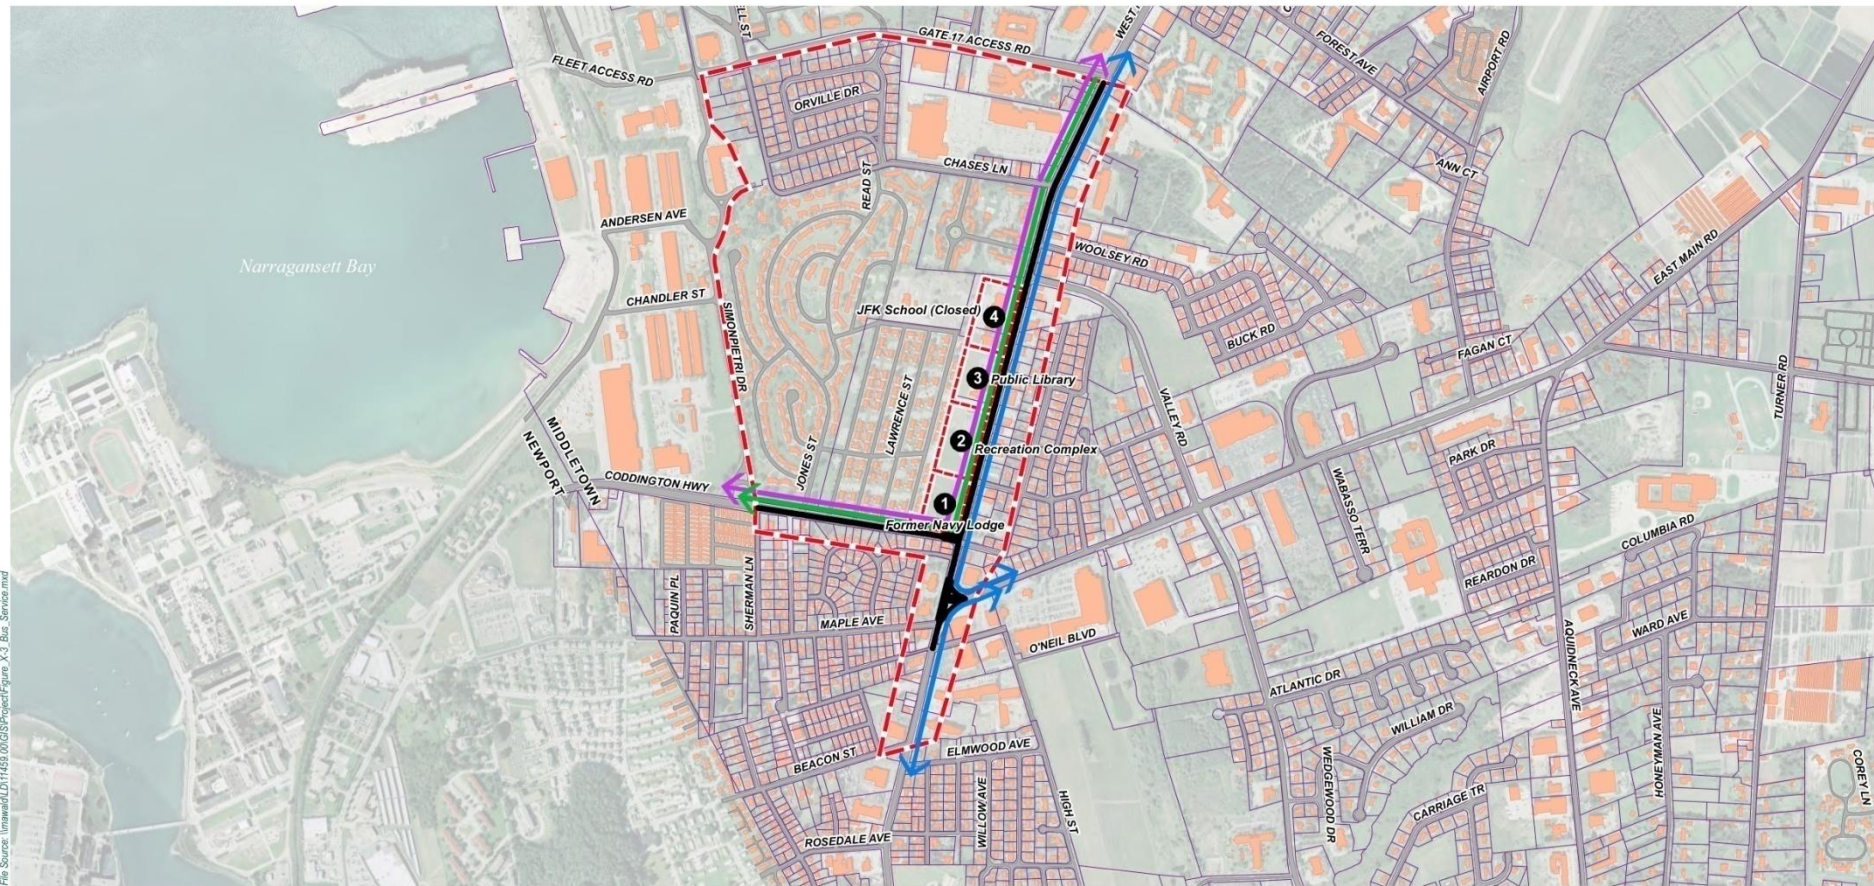 GATE 17 ACCESS RD
FLEET ACCESS RD
FOREST AVE
AIRPORT RD
ORVILLE DR
READ ST
CHASES LN
ANN CT
ANDERSEN AVE
WOOLSEY RD
EAST MAIN RD
Narragansett Bay
CHANDLER ST
SIMONPIETRI DR
JFK School (Closed)
4
BUCK RD
FAGAN CT
TURNER RD
3
Public Library
LAWRENCE ST
VALLEY RD
2
Recreation Complex
PARK DR
MIDDLETOWN
NEWPORT
JONES ST
CODDINGTON HWY
1
Former Navy Lodge
WABASSO TERR
COLUMBIA RD
REARDON DR
PAQUIN PL
SHERMAN LN
MAPLE AVE
O'NEIL BLVD
WARD AVE
AQUIDNECK AVE
ATLANTIC DR
WILLIAM DR
HONEYMAN AVE
BEACON ST
ELMWOOD AVE
WEDGEWOOD DR
COREY LN
CARRIAGE TR
WILLOW AVE
HIGH ST
ROSEDALE AVE